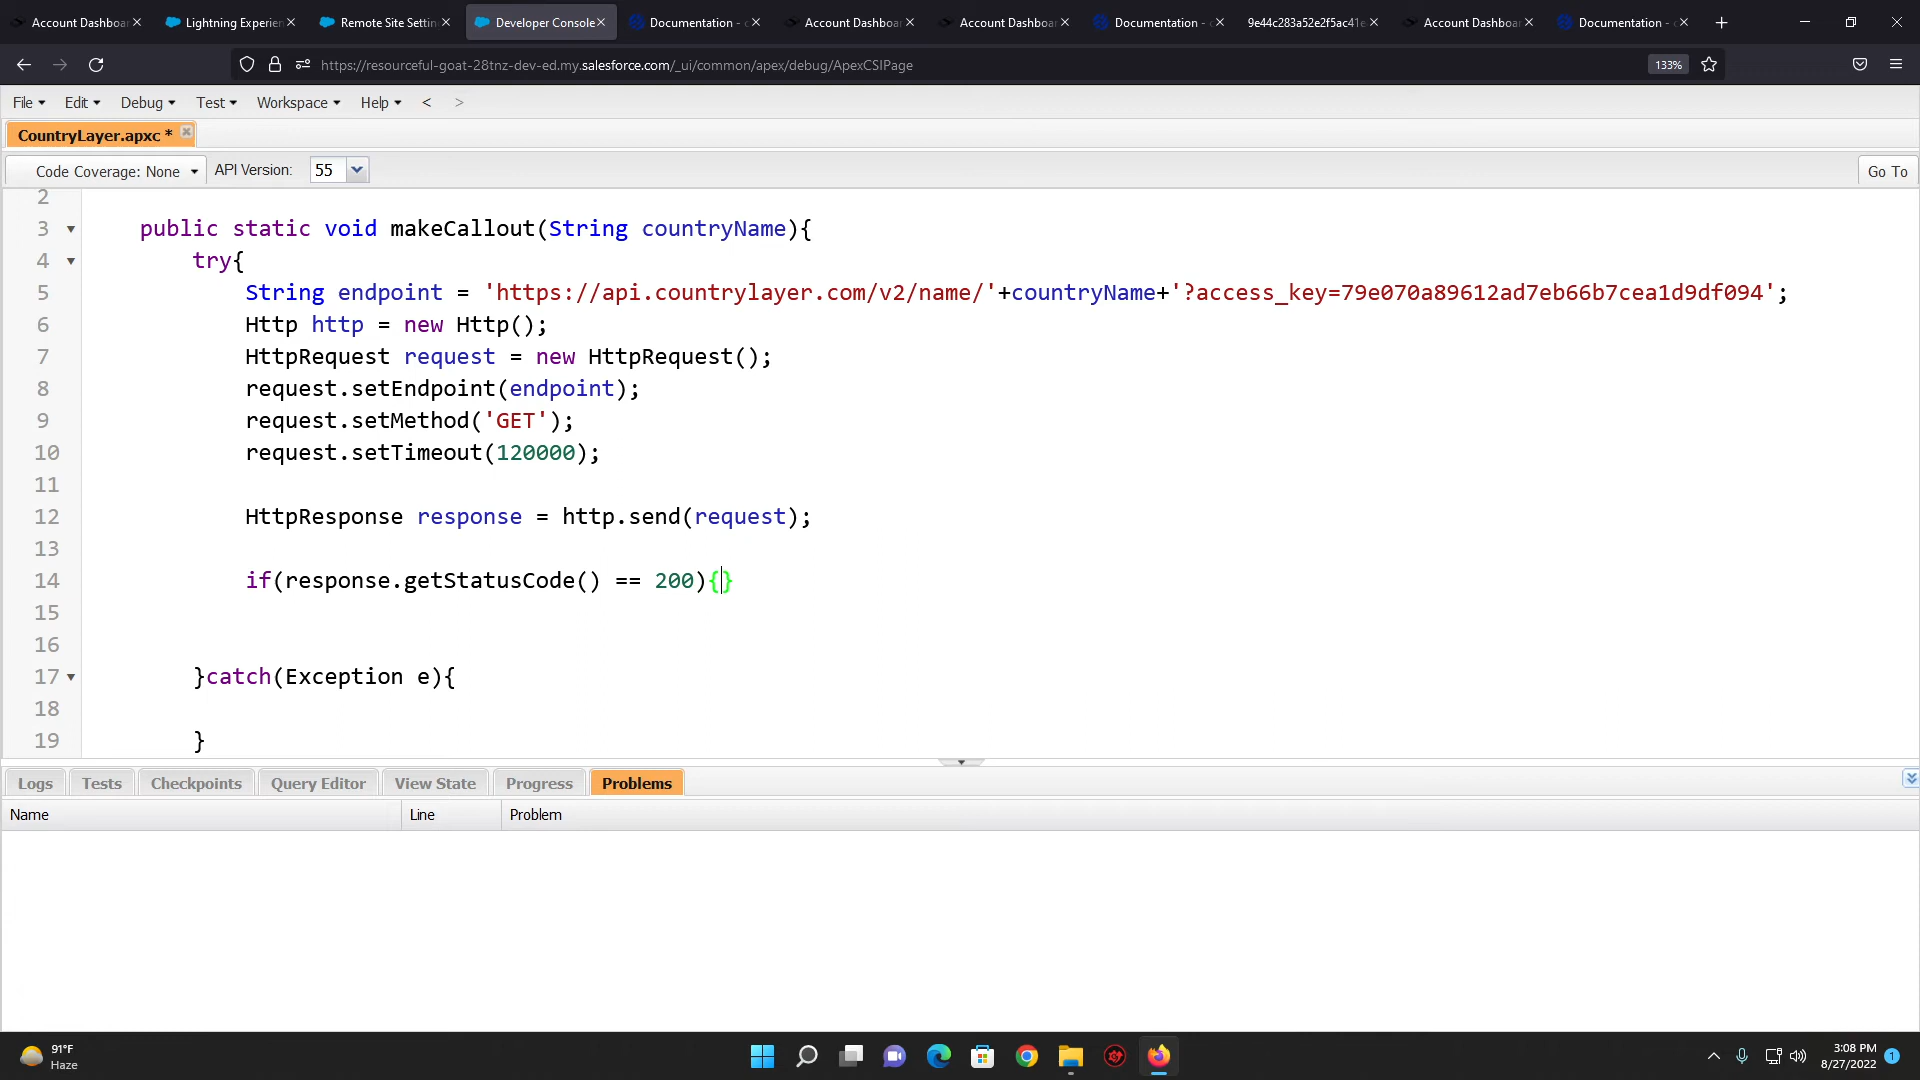 Account Dashboar
Lightning Experien
Remote Site Settin
Developer Console
Documentation - c
Account Dashboar
Account Dashboar
Documentation - c
9e44c283a52e2f5ac41e
Account Dashboar
Documentation - c
https://resourceful-goat-28tnz-dev-ed.my.salesforce.com/_ui/common/apex/debug/ApexCSIPage
133%
File Edit Debug Test Workspace Help < >
CountryLayer.apxc *
Code Coverage: None API Version: 55 Go To
2
3 public static void makeCallout(String countryName){
4 try{
5 String endpoint = 'https://api.countrylayer.com/v2/name/'+countryName+'?access_key=79e070a89612ad7eb66b7cea1d9df094';
6 Http http = new Http();
7 HttpRequest request = new HttpRequest();
8 request.setEndpoint(endpoint);
9 request.setMethod('GET');
10 request.setTimeout(120000);
11
12 HttpResponse response = http.send(request);
13
14 if(response.getStatusCode() == 200){}
15
16
17 }catch(Exception e){
18
19 }
Logs Tests Checkpoints Query Editor View State Progress Problems
Name Line Problem
91°F
Haze
3:08 PM
8/27/2022
1